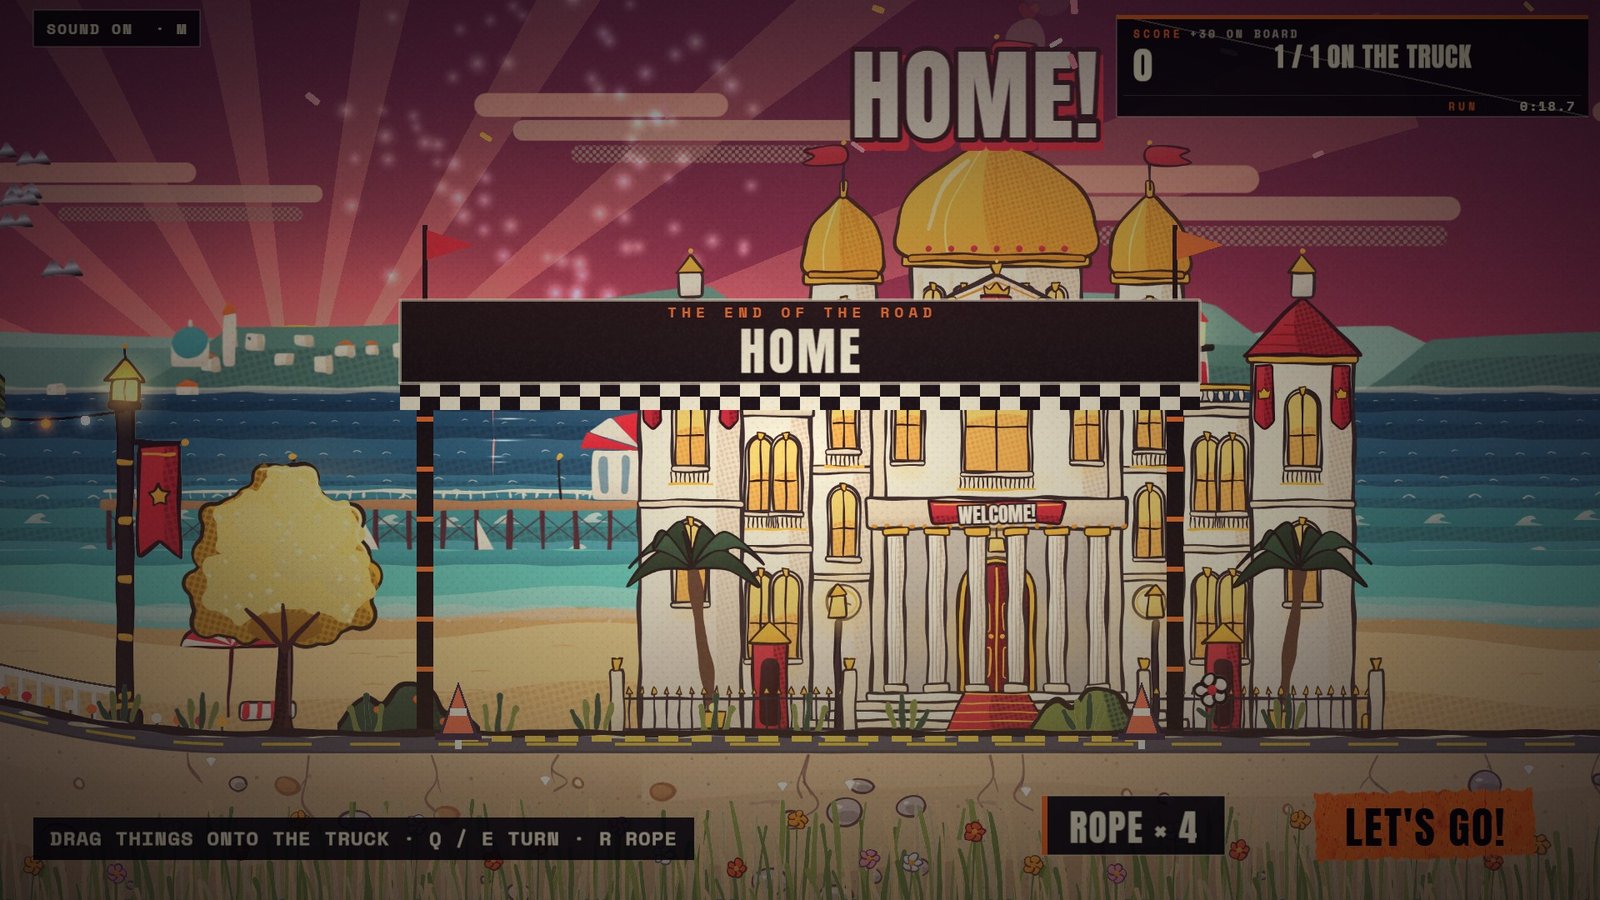 SOUND ON · M
SCORE +30 ON BOARD
0
1 / 1 ON THE TRUCK
RUN 0:18.7
HOME!
THE END OF THE ROAD
HOME
WELCOME!
DRAG THINGS ONTO THE TRUCK · Q / E TURN · R ROPE
ROPE × 4
LET'S GO!